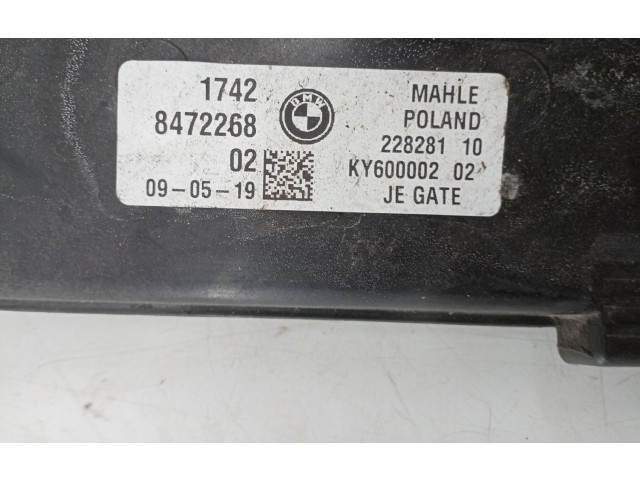 1742
8472268
02
09-05-19
BMW
MAHLE
POLAND
228281 10
KY600002 02
JE GATE